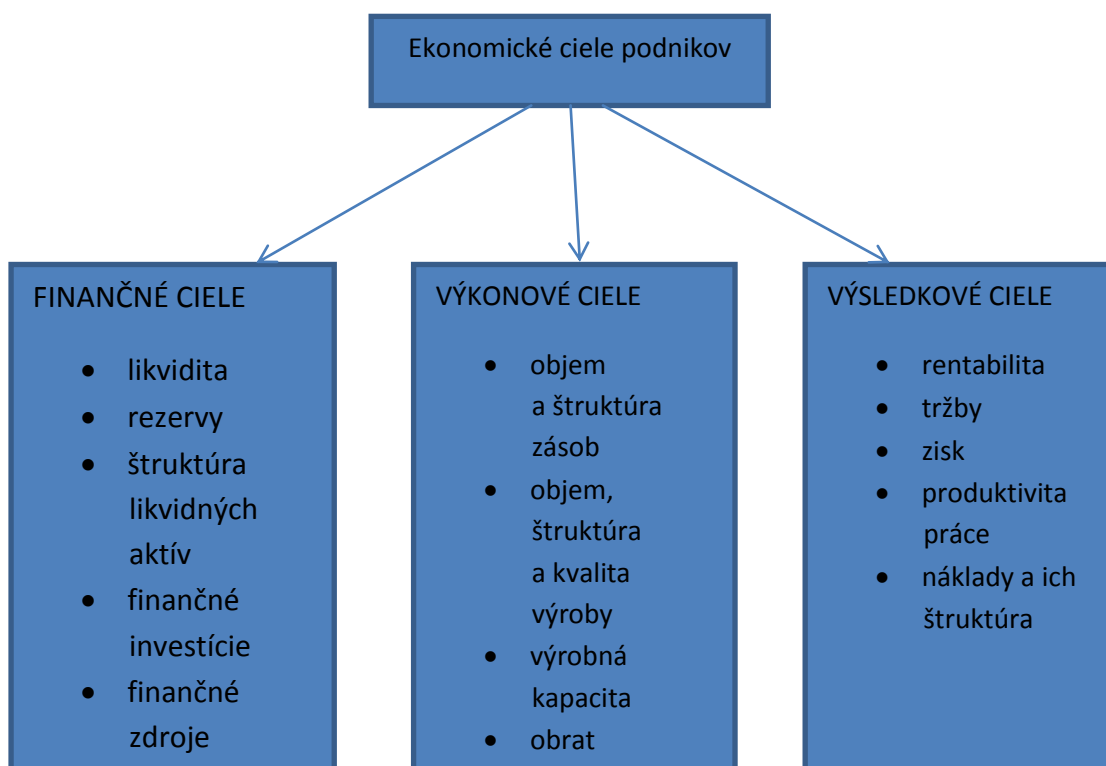 Ekonomické ciele podnikov
FINANČNÉ CIELE
• likvidita
• rezervy
• štruktúra
likvidných
aktív
• finančné
investície
• finančné
zdroje
VÝKONOVÉ CIELE
• objem
a štruktúra
zásob
• objem,
štruktúra
a kvalita
výroby
• výrobná
kapacita
• obrat
VÝSLEDKOVÉ CIELE
• rentabilita
• tržby
• zisk
• produktivita
práce
• náklady a ich
štruktúra